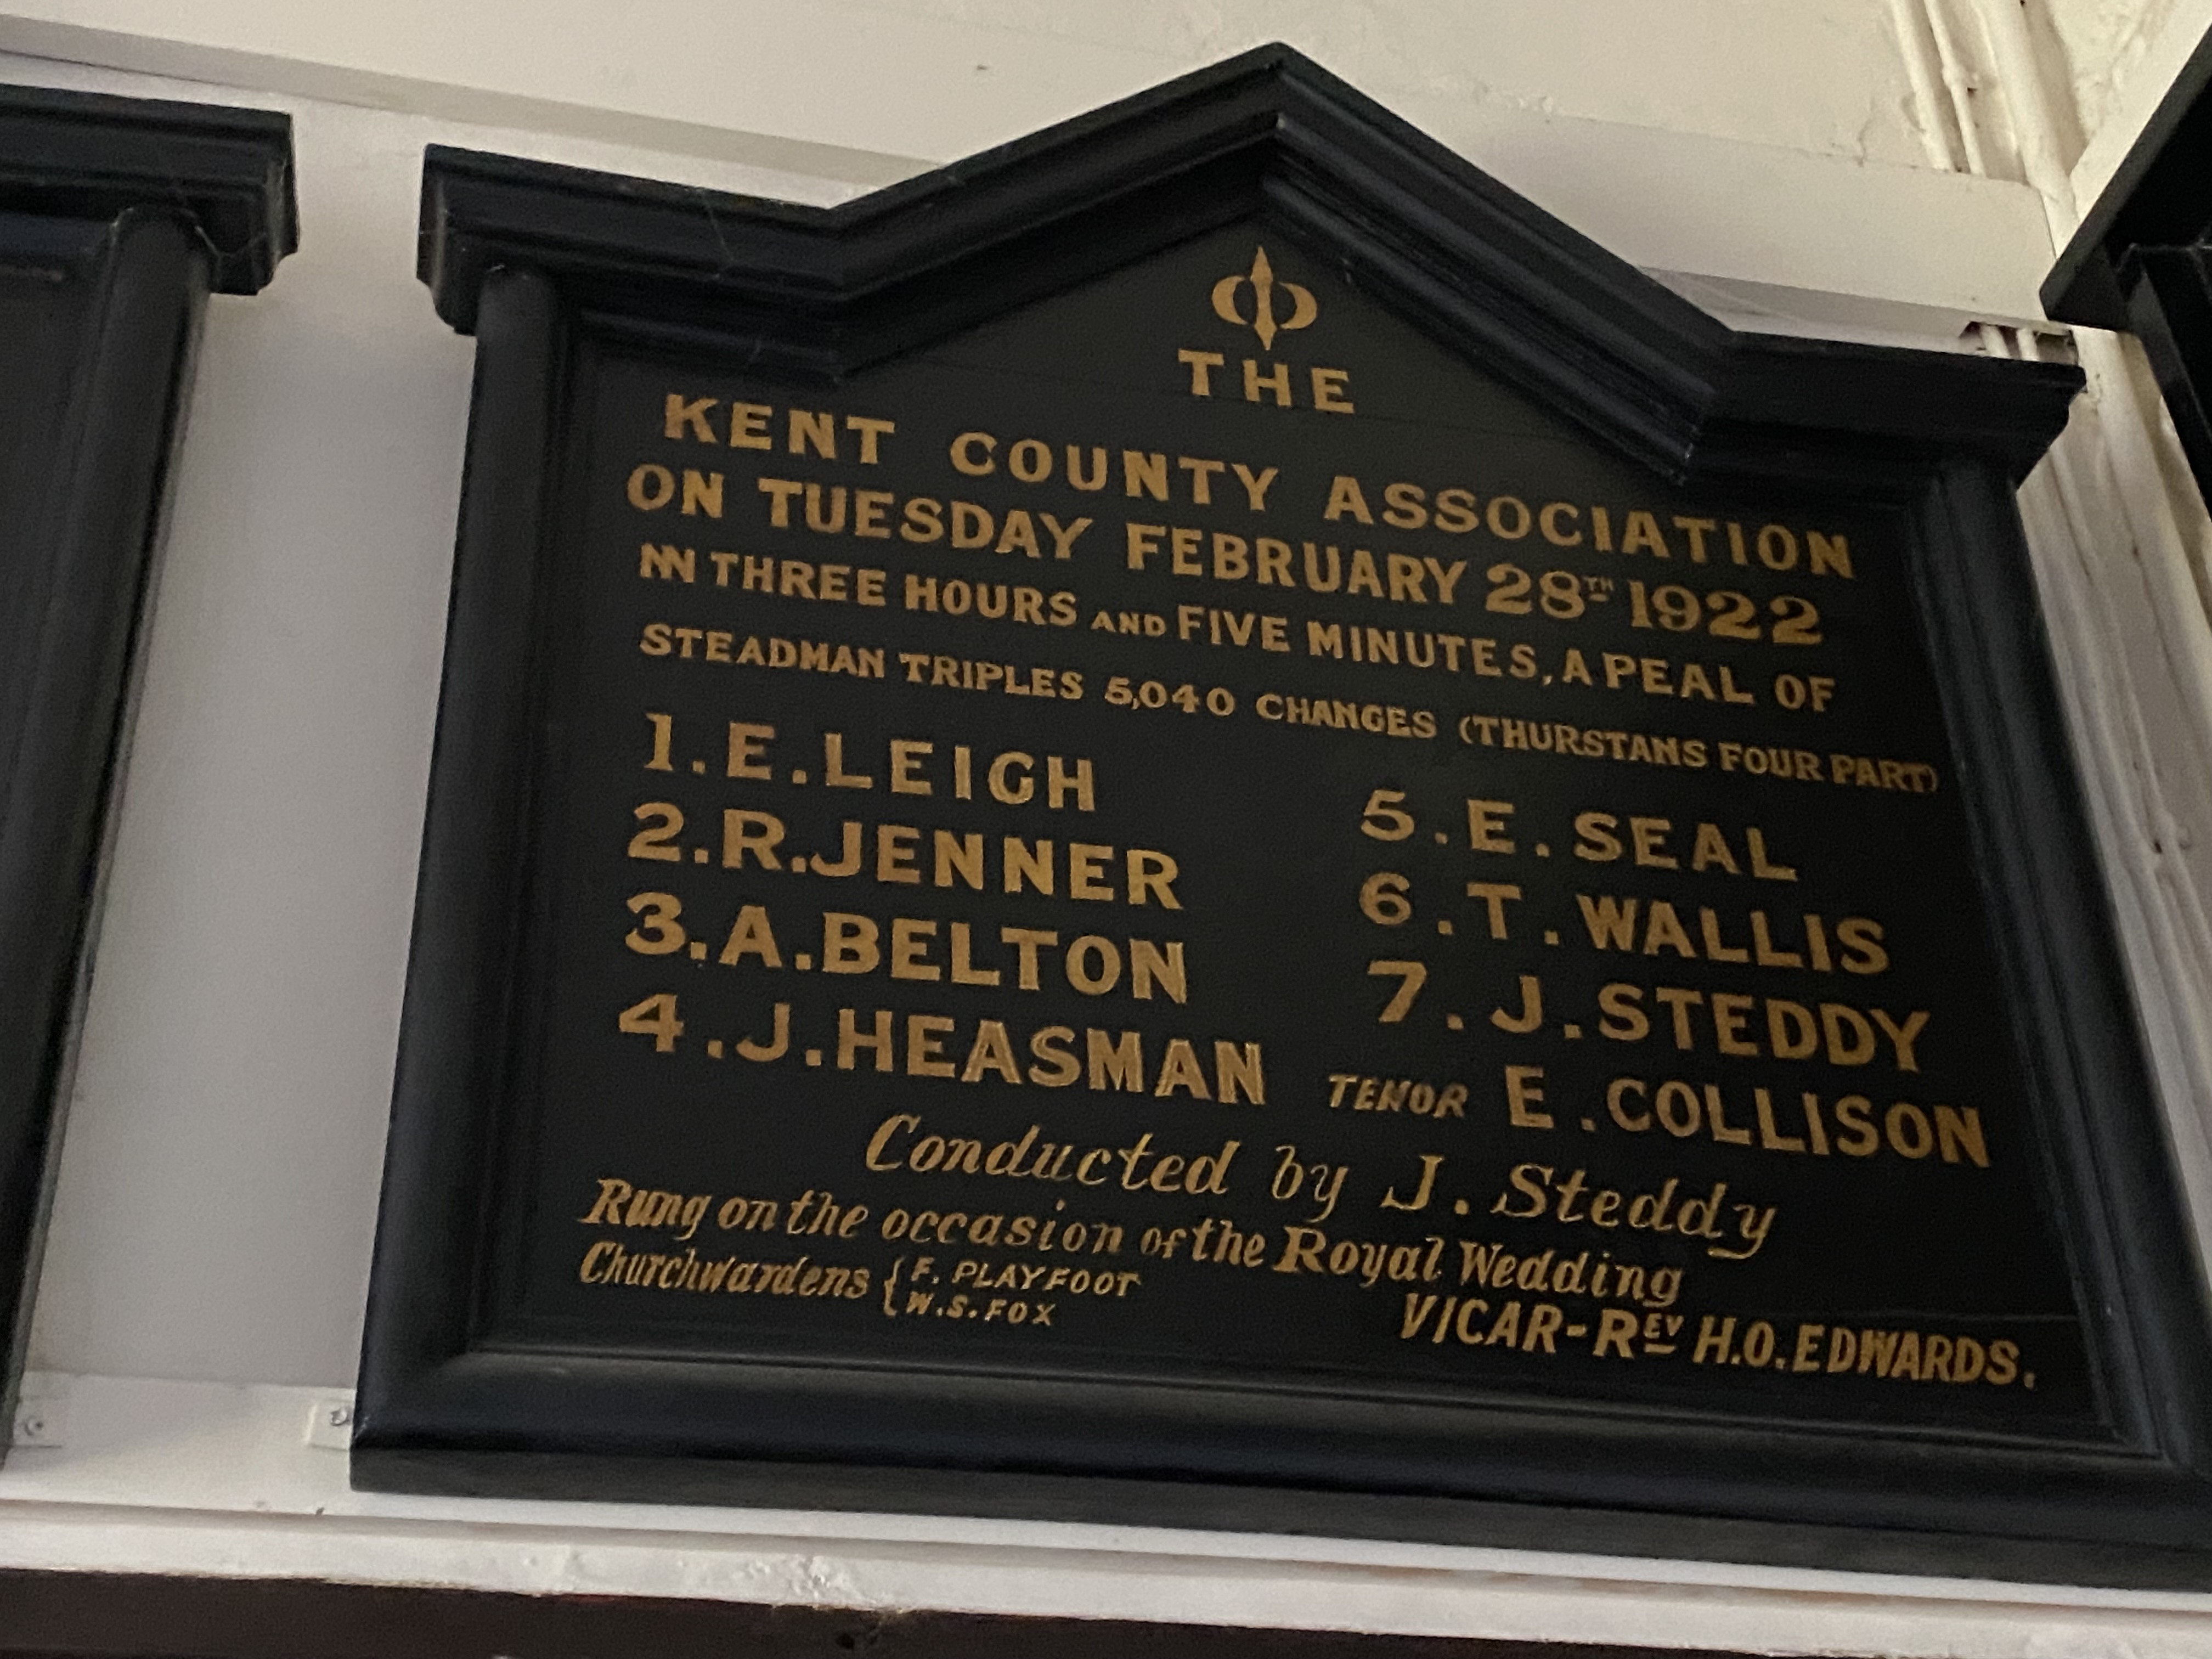 THE
KENT COUNTY ASSOCIATION
ON TUESDAY FEBRUARY 28TH 1922
IN THREE HOURS AND FIVE MINUTES, A PEAL OF
STEADMAN TRIPLES 5,040 CHANGES (THURSTANS FOUR PART)
1. E. LEIGH
2. R. JENNER
3. A. BELTON
4. J. HEASMAN
5. E. SEAL
6. T. WALLIS
7. J. STEDDY
TENOR E. COLLISON
Conducted by J. Steddy
Rung on the occasion of the Royal Wedding
Churchwardens { F. PLAYFOOT
W.S. FOX
VICAR-REV H.O. EDWARDS.